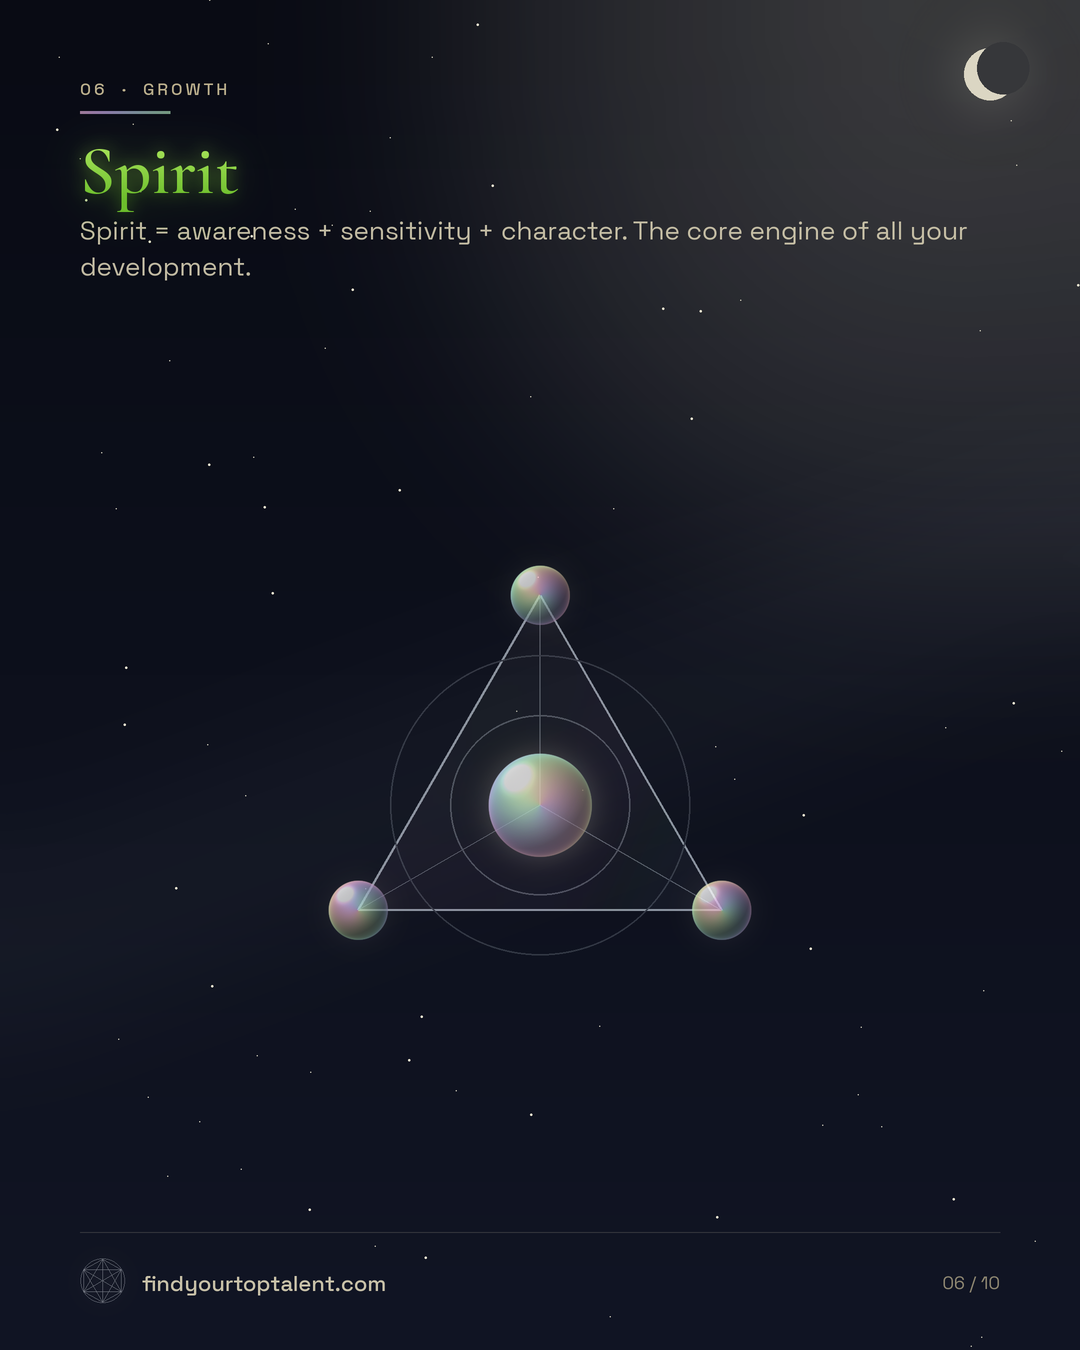 06 · GROWTH
Spirit
Spirit = awareness + sensitivity + character. The core engine of all your
development.
findyourtoptalent.com
06 / 10